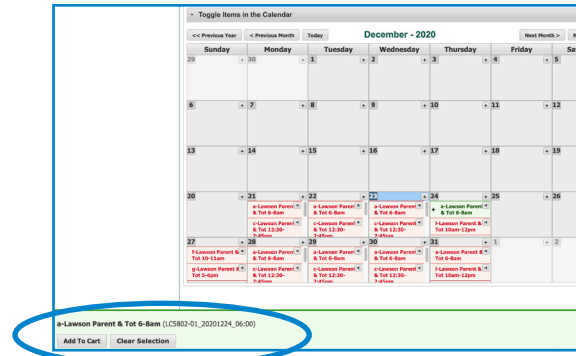 - Toggle Items in the Calendar
<< Previous Year < Previous Month Today December - 2020 Next Month > N
Sunday Monday Tuesday Wednesday Thursday Friday Sa
29 + 30 + 1 + 2 + 3 + 4 + 5
6 + 7 + 8 + 9 + 10 + 11 + 12
13 + 14 + 15 + 16 + 17 + 18 + 19
20 + 21 + 22 + 23 + 24 + 25 + 26
a-Lawson Parent a-Lawson Parent a-Lawson Parent + a-Lawson Parent
& Tot 6-8am & Tot 6-8am & Tot 6-8am & Tot 6-8am
c-Lawson Parent c-Lawson Parent c-Lawson Parent l-Lawson Parent &
& Tot 12:30- & Tot 12:30- & Tot 12:30- Tot 10am-12pm
2:45pm 2:45pm 2:45pm
27 + 28 + 29 + 30 + 31 + 1 + 2
f-Lawson Parent & a-Lawson Parent a-Lawson Parent a-Lawson Parent a-Lawson Parent
Tot 10-11am & Tot 6-8am & Tot 6-8am & Tot 6-8am & Tot 6-8am
g-Lawson Parent & c-Lawson Parent c-Lawson Parent c-Lawson Parent l-Lawson Parent &
Tot 5-6pm & Tot 12:30- & Tot 12:30- & Tot 12:30- Tot 10am-12pm
2:45pm 2:45pm 2:45pm
a-Lawson Parent & Tot 6-8am (LCS802-01_20201224_06:00)
Add To Cart Clear Selection